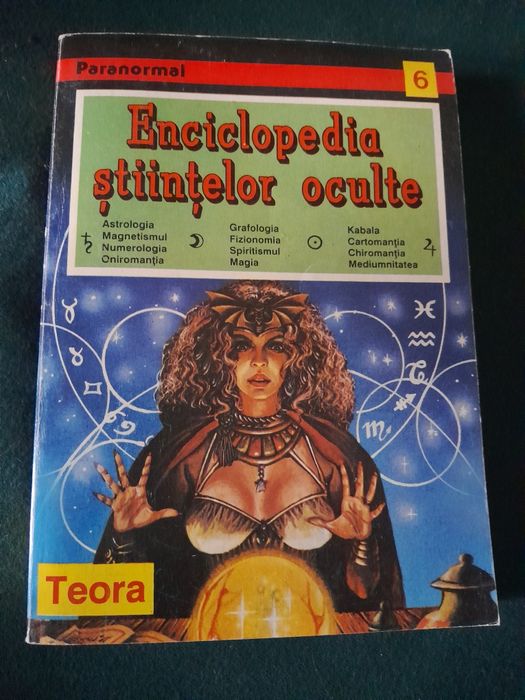 Paranormal
6
Enciclopedia
științelor oculte
Astrologia
Magnetismul
Numerologia
Oniromanția
Grafologia
Fizionomia
Spiritismul
Magia
Kabala
Cartomanția
Chiromanția
Mediumnitatea
Teora